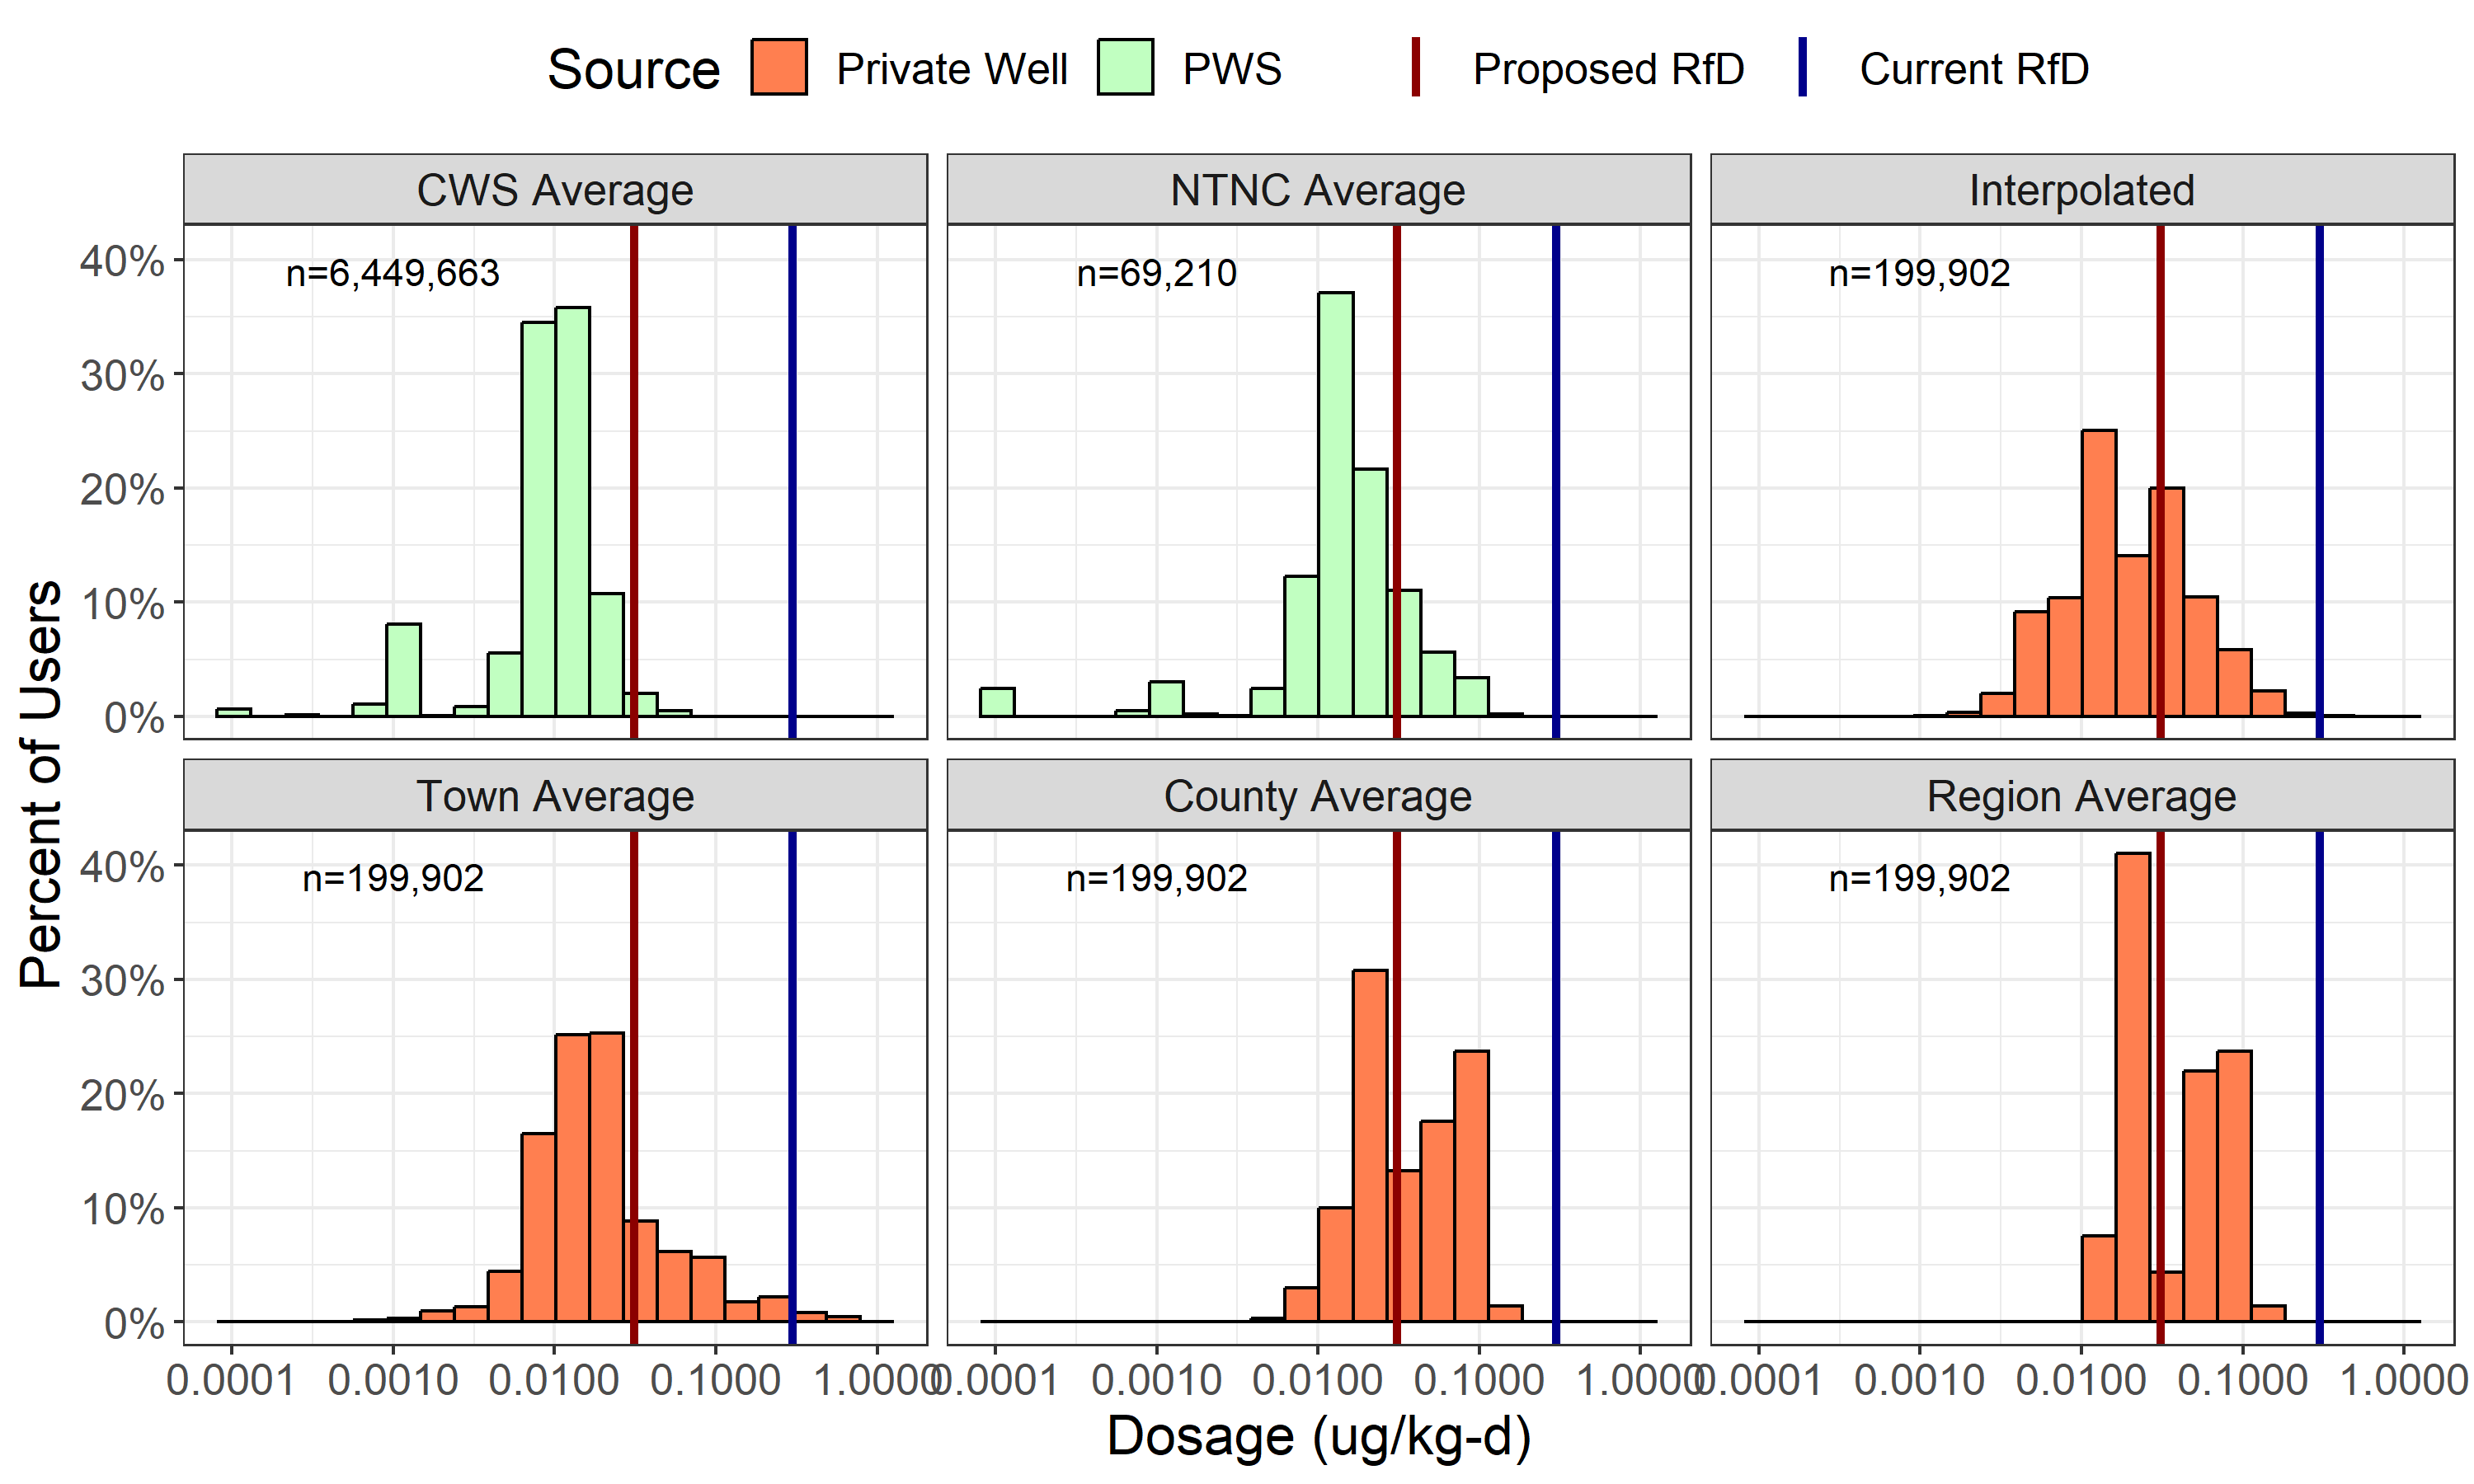 Source Private Well PWS Proposed RfD Current RfD
CWS Average NTNC Average Interpolated
n=6,449,663 n=69,210 n=199,902
40%
30%
20%
10%
0%
Town Average County Average Region Average
n=199,902 n=199,902 n=199,902
40%
30%
20%
10%
0%
Percent of Users
0.0001 0.0010 0.0100 0.1000 1.0000 0.0001 0.0010 0.0100 0.1000 1.0000 0.0001 0.0010 0.0100 0.1000 1.0000
Dosage (ug/kg-d)